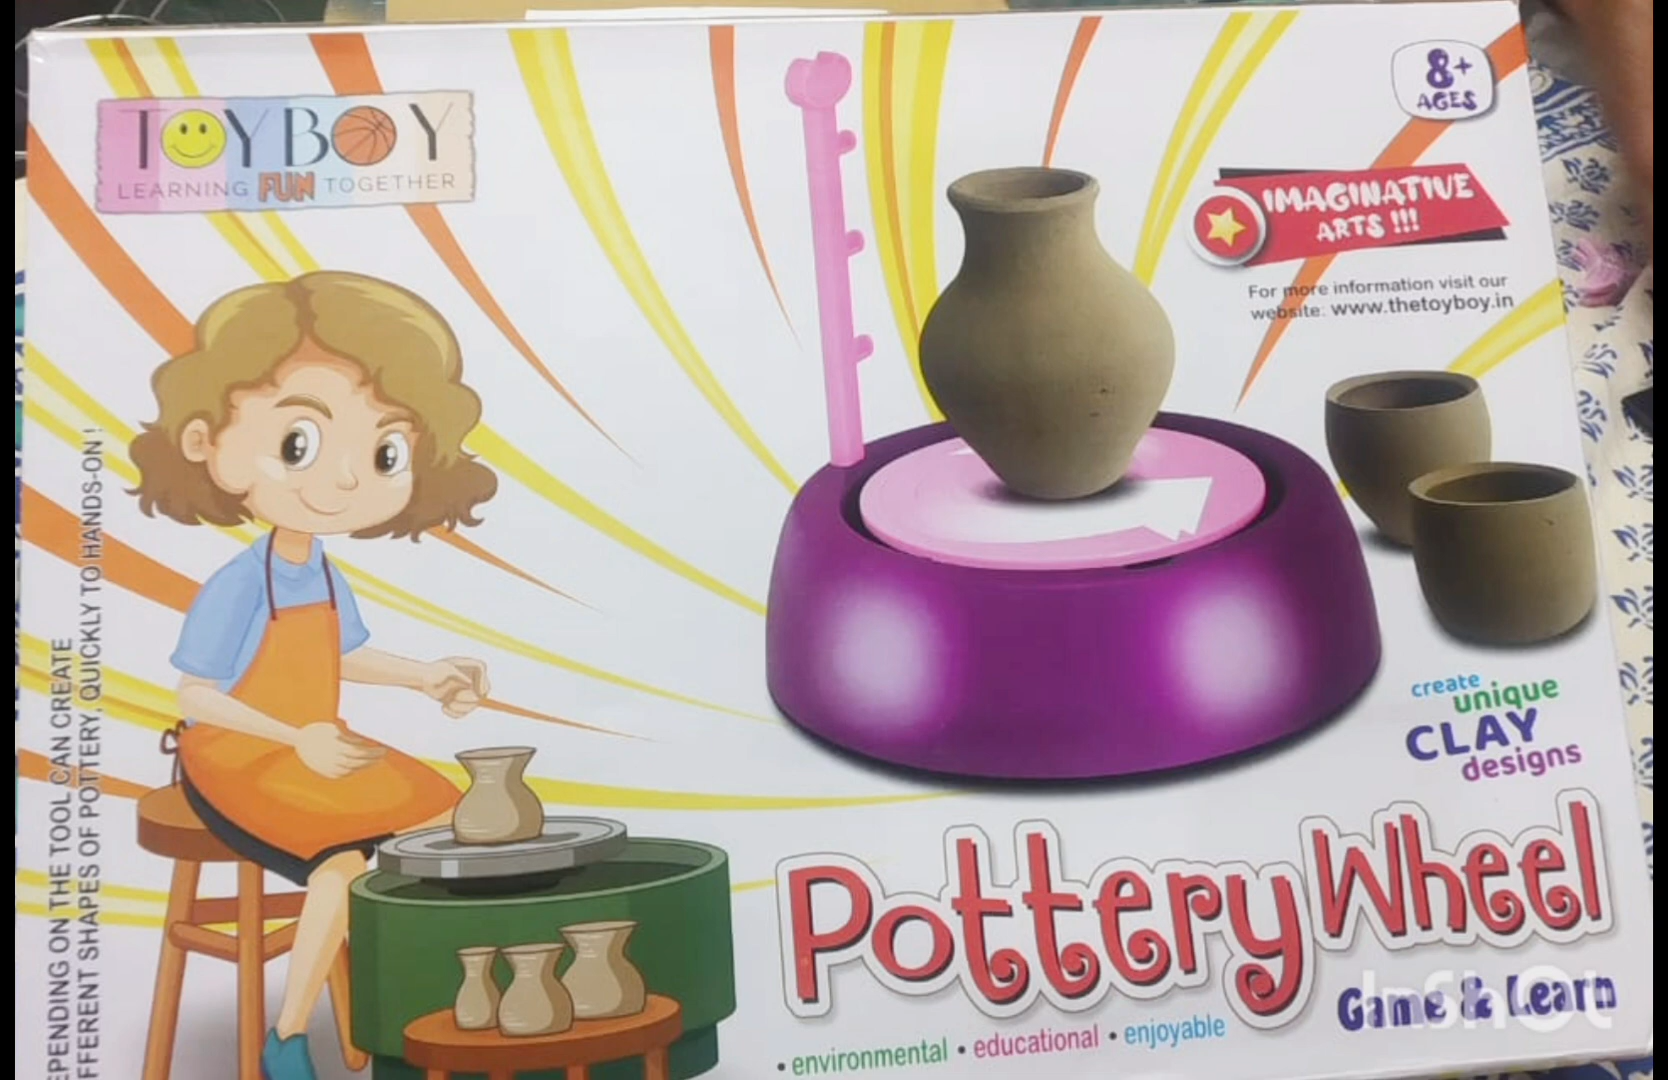 TOYBOY
LEARNING FUN TOGETHER
8+
AGES
IMAGINATIVE
ARTS !!!
For more information visit our
website: www.thetoyboy.in
create
unique
CLAY
designs
PENDING ON THE TOOL CAN CREATE
FFERENT SHAPES OF POTTERY, QUICKLY TO HANDS-ON !
Pottery Wheel
Game & Learn
• environmental • educational • enjoyable
InShOt